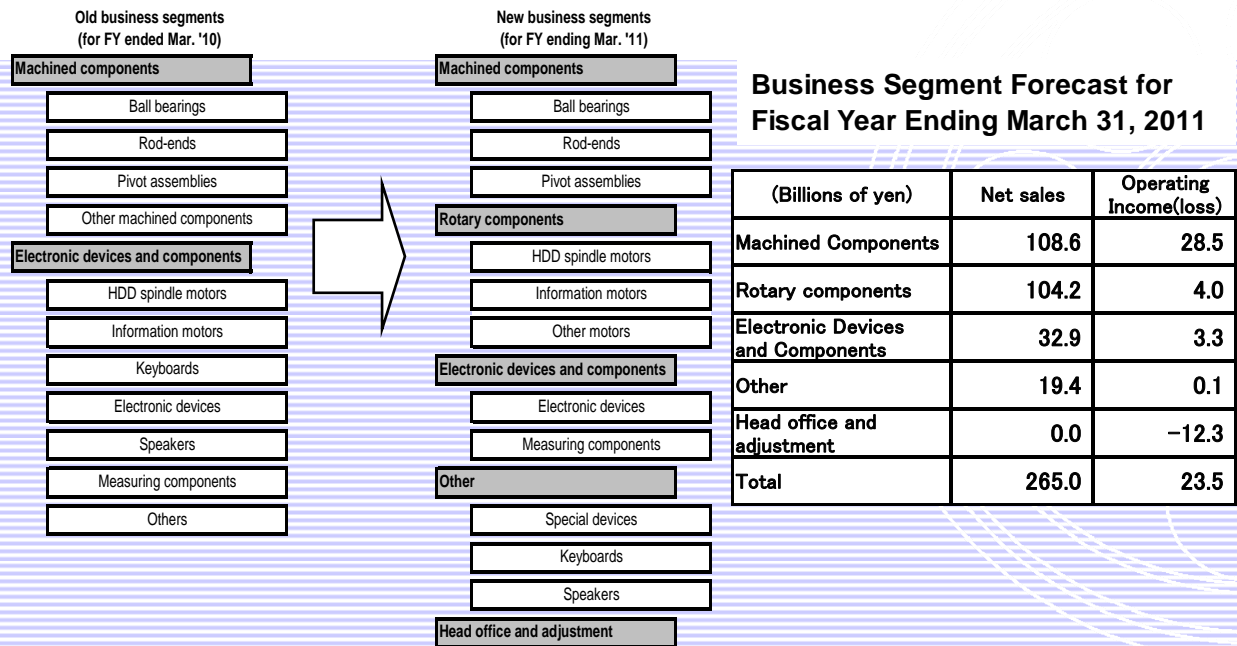 Old business segments
(for FY ended Mar. '10)
Machined components
Ball bearings
Rod-ends
Pivot assemblies
Other machined components
Electronic devices and components
HDD spindle motors
Information motors
Keyboards
Electronic devices
Speakers
Measuring components
Others
New business segments
(for FY ending Mar. '11)
Machined components
Ball bearings
Rod-ends
Pivot assemblies
Rotary components
HDD spindle motors
Information motors
Other motors
Electronic devices and components
Electronic devices
Measuring components
Other
Special devices
Keyboards
Speakers
Head office and adjustment
Business Segment Forecast for
Fiscal Year Ending March 31, 2011
(Billions of yen) Net sales Operating
Income(loss)
Machined Components 108.6 28.5
Rotary components 104.2 4.0
Electronic Devices
and Components 32.9 3.3
Other 19.4 0.1
Head office and
adjustment 0.0 -12.3
Total 265.0 23.5